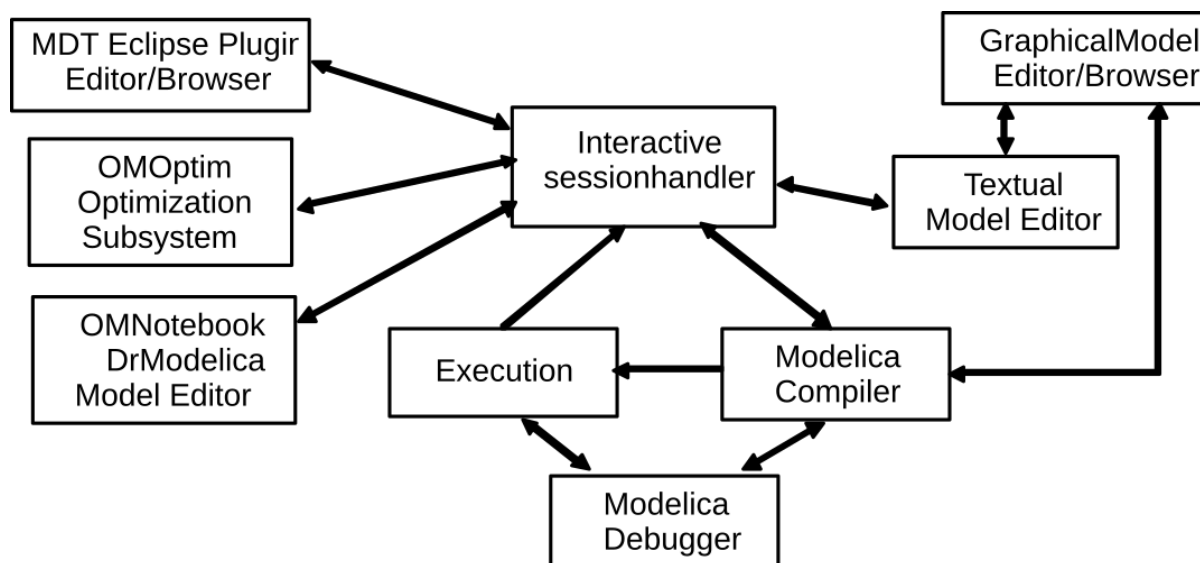 MDT Eclipse Plugin
Editor/Browser
GraphicalModel
Editor/Browser
Interactive
sessionhandler
OMOptim
Optimization
Subsystem
Textual
Model Editor
OMNotebook
DrModelica
Model Editor
Execution
Modelica
Compiler
Modelica
Debugger